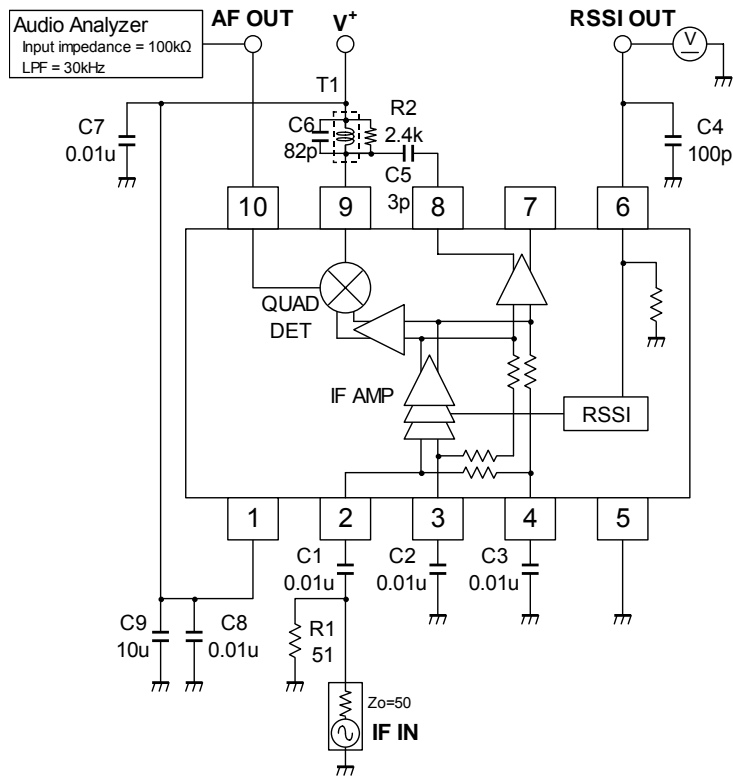 Audio Analyzer
Input impedance = 100kΩ
LPF = 30kHz
AF OUT
V+
RSSI OUT
V
T1
C7
0.01u
C6
82p
R2
2.4k
C5
3p
C4
100p
10
9
8
7
6
QUAD
DET
IF AMP
RSSI
1
2
3
4
5
C1
0.01u
C2
0.01u
C3
0.01u
C9
10u
C8
0.01u
R1
51
Zo=50
IF IN